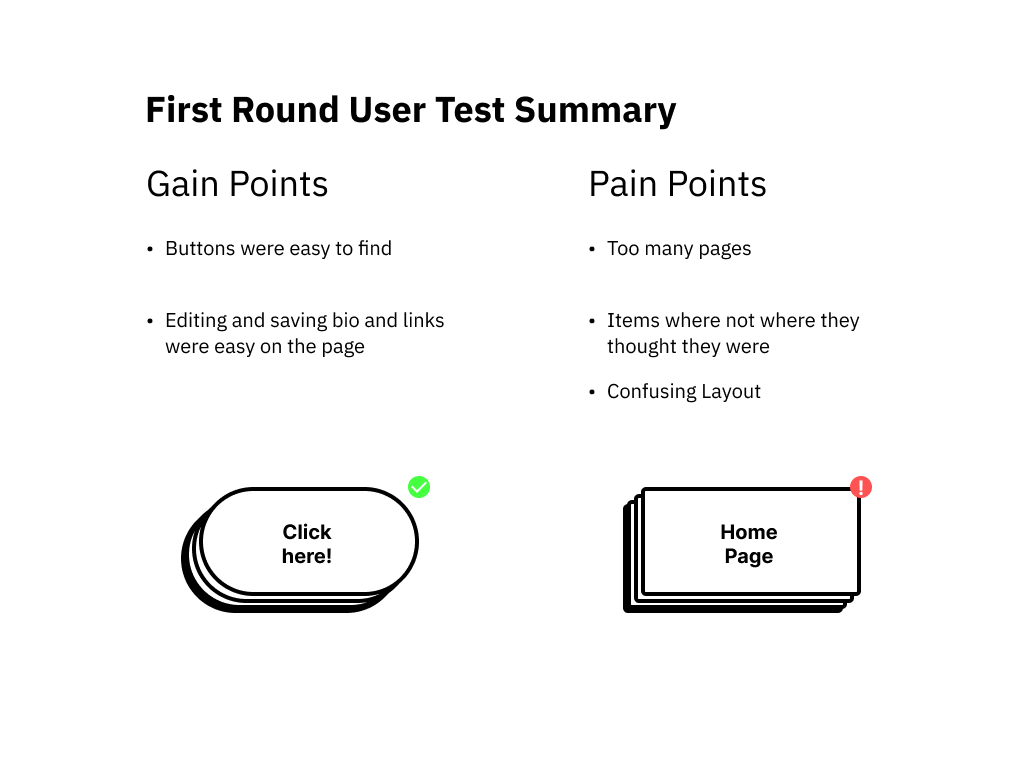 First Round User Test Summary
Gain Points
• Buttons were easy to find
• Editing and saving bio and links
were easy on the page
Pain Points
• Too many pages
• Items where not where they
thought they were
• Confusing Layout
Click
here!
Home
Page